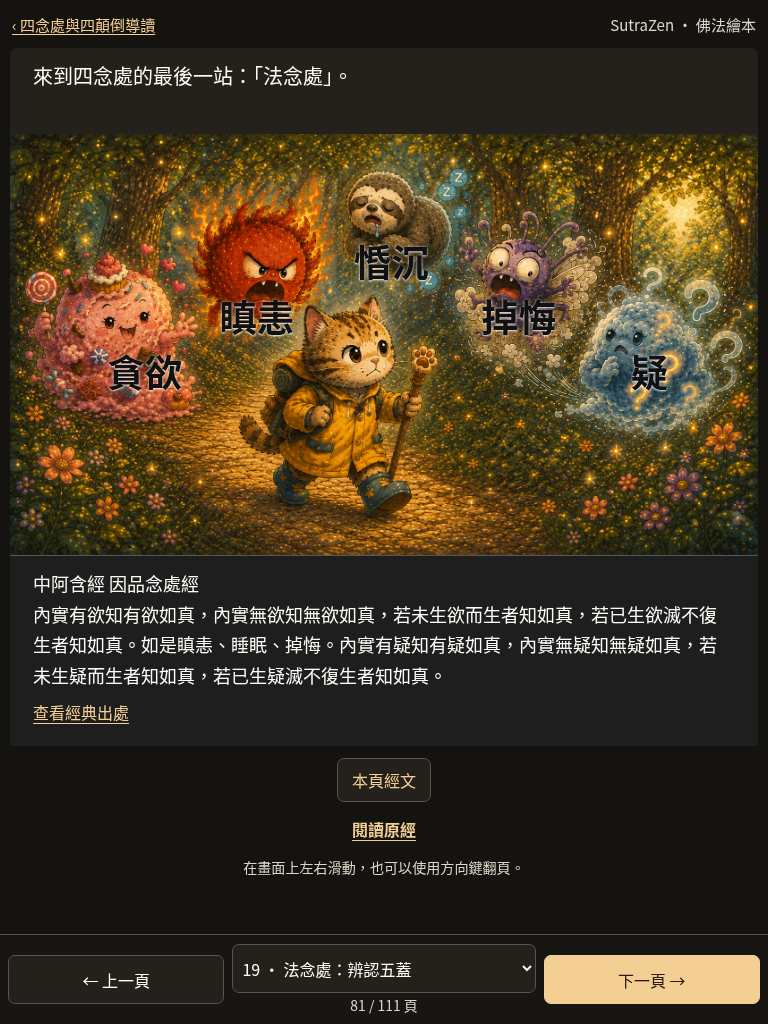 ‹ 四念處與四顛倒導讀
SutraZen ・ 佛法繪本
來到四念處的最後一站：「法念處」。
惛沉
瞋恚
掉悔
貪欲
疑
中阿含經 因品念處經
內實有欲知有欲如真，內實無欲知無欲如真，若未生欲而生者知如真，若已生欲滅不復
生者知如真。如是瞋恚、睡眠、掉悔。內實有疑知有疑如真，內實無疑知無疑如真，若
未生疑而生者知如真，若已生疑滅不復生者知如真。
查看經典出處
本頁經文
閱讀原經
在畫面上左右滑動，也可以使用方向鍵翻頁。
← 上一頁
19 ・ 法念處：辨認五蓋
下一頁 →
81 / 111 頁